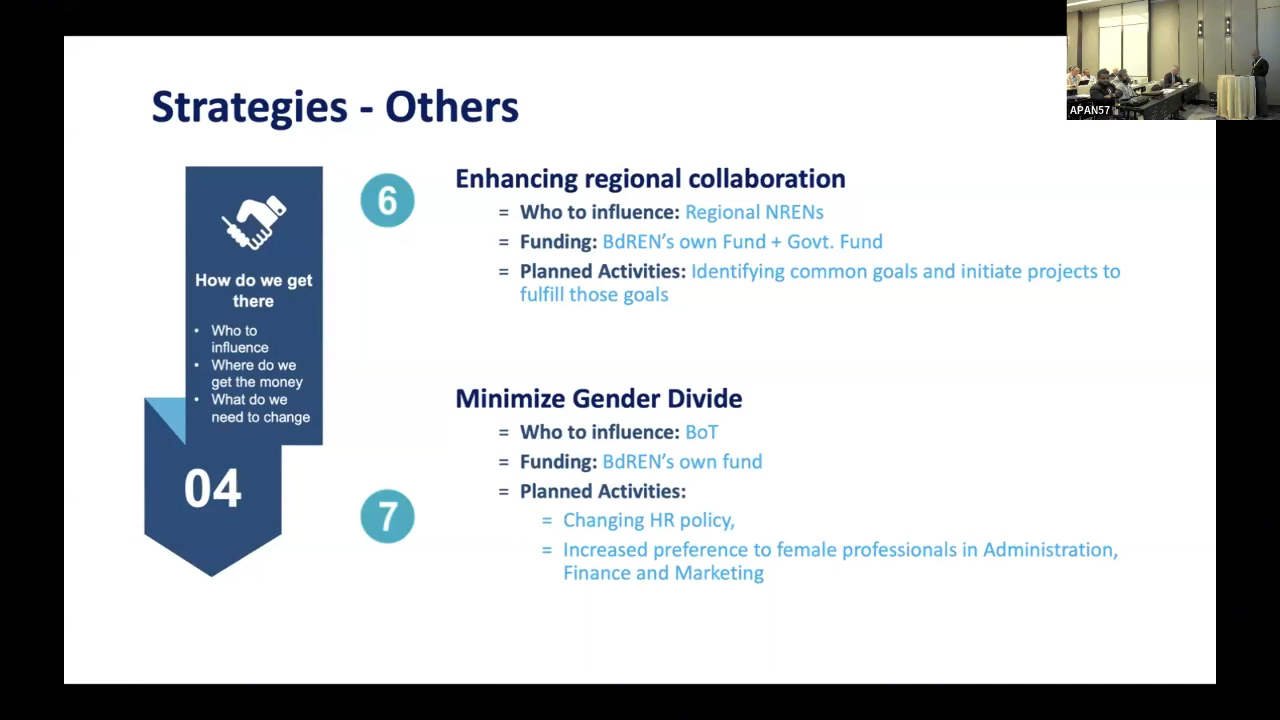 APAN57
Strategies - Others
How do we get
there
• Who to
influence
• Where do we
get the money
• What do we
need to change
04
6
Enhancing regional collaboration
= Who to influence: Regional NRENs
= Funding: BdREN’s own Fund + Govt. Fund
= Planned Activities: Identifying common goals and initiate projects to
fulfill those goals
7
Minimize Gender Divide
= Who to influence: BoT
= Funding: BdREN’s own fund
= Planned Activities:
= Changing HR policy,
= Increased preference to female professionals in Administration,
Finance and Marketing